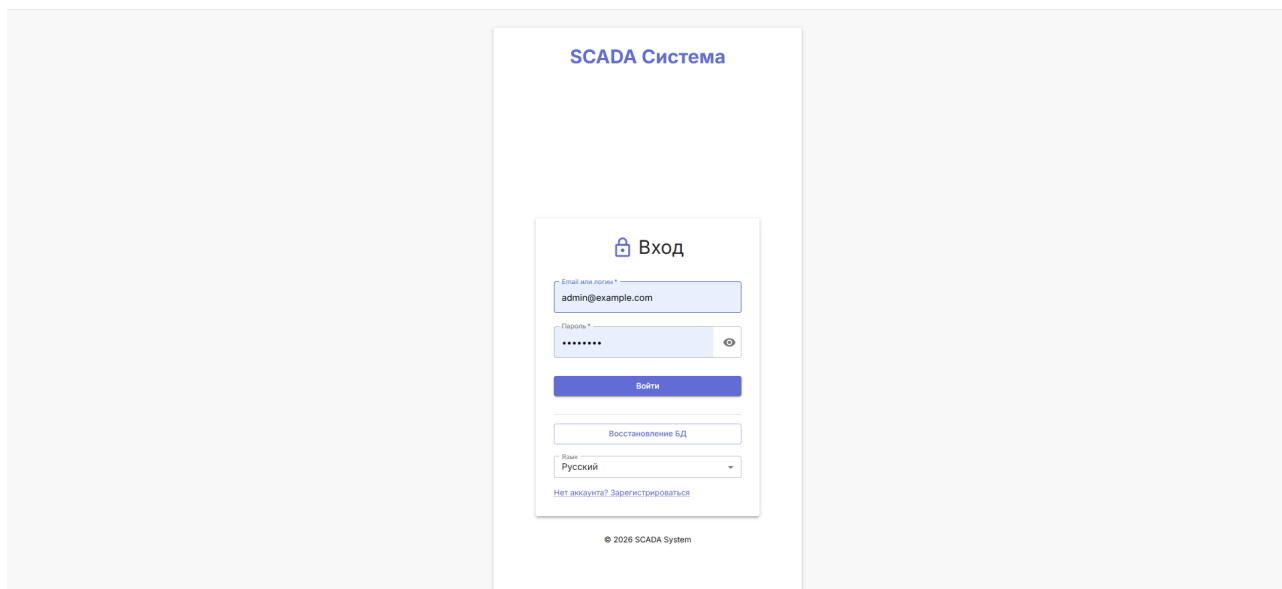 SCADA Система
Вход
Email или логин *
admin@example.com
Пароль *
••••••••
Войти
Восстановление БД
Язык
Русский
Нет аккаунта? Зарегистрироваться
© 2026 SCADA System